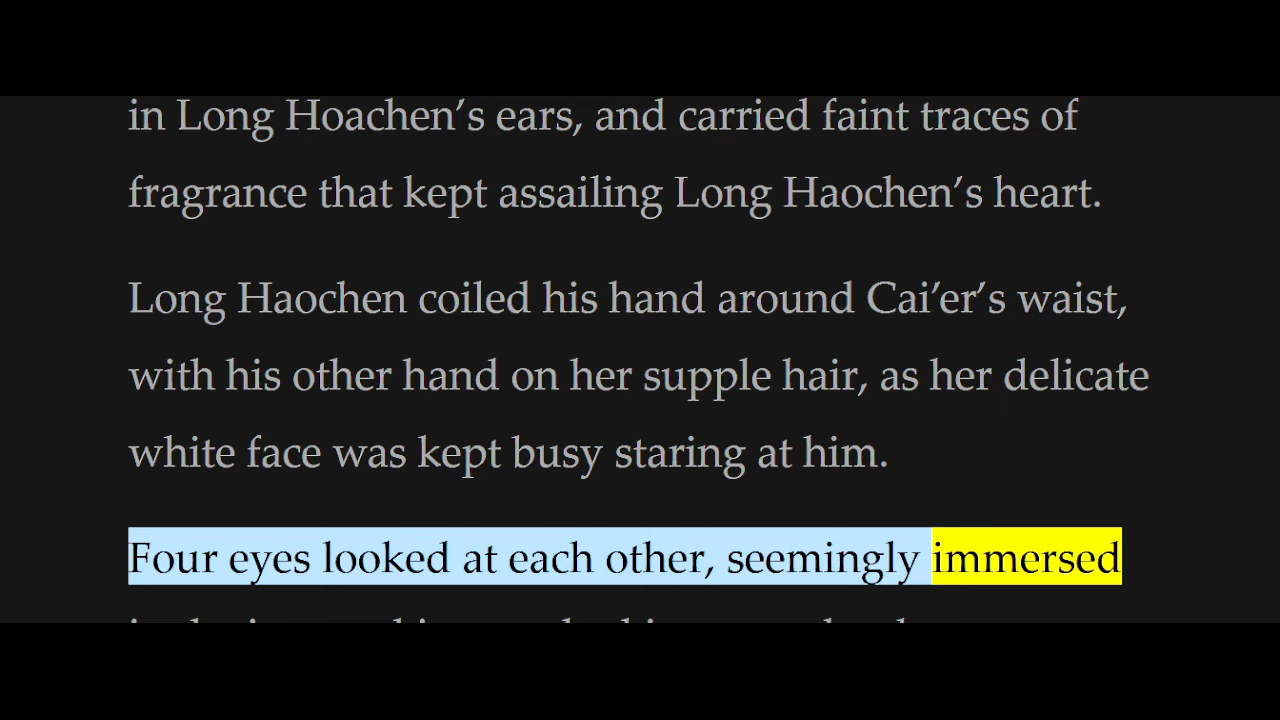 in Long Hoachen’s ears, and carried faint traces of
fragrance that kept assailing Long Haochen’s heart.
Long Haochen coiled his hand around Cai’er’s waist,
with his other hand on her supple hair, as her delicate
white face was kept busy staring at him.
Four eyes looked at each other, seemingly immersed